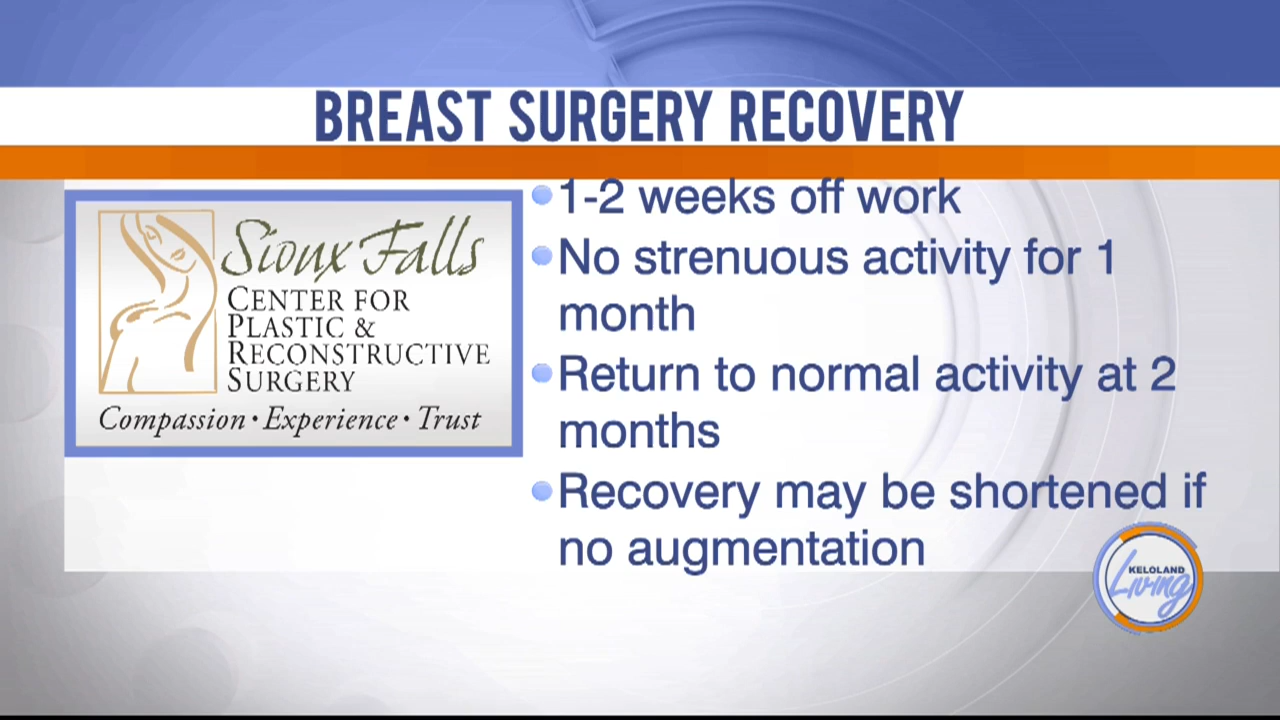 BREAST SURGERY RECOVERY
Sioux Falls
CENTER FOR
PLASTIC &
RECONSTRUCTIVE
SURGERY
Compassion · Experience · Trust
• 1-2 weeks off work
• No strenuous activity for 1
month
• Return to normal activity at 2
months
• Recovery may be shortened if
no augmentation
KELOLAND
Living